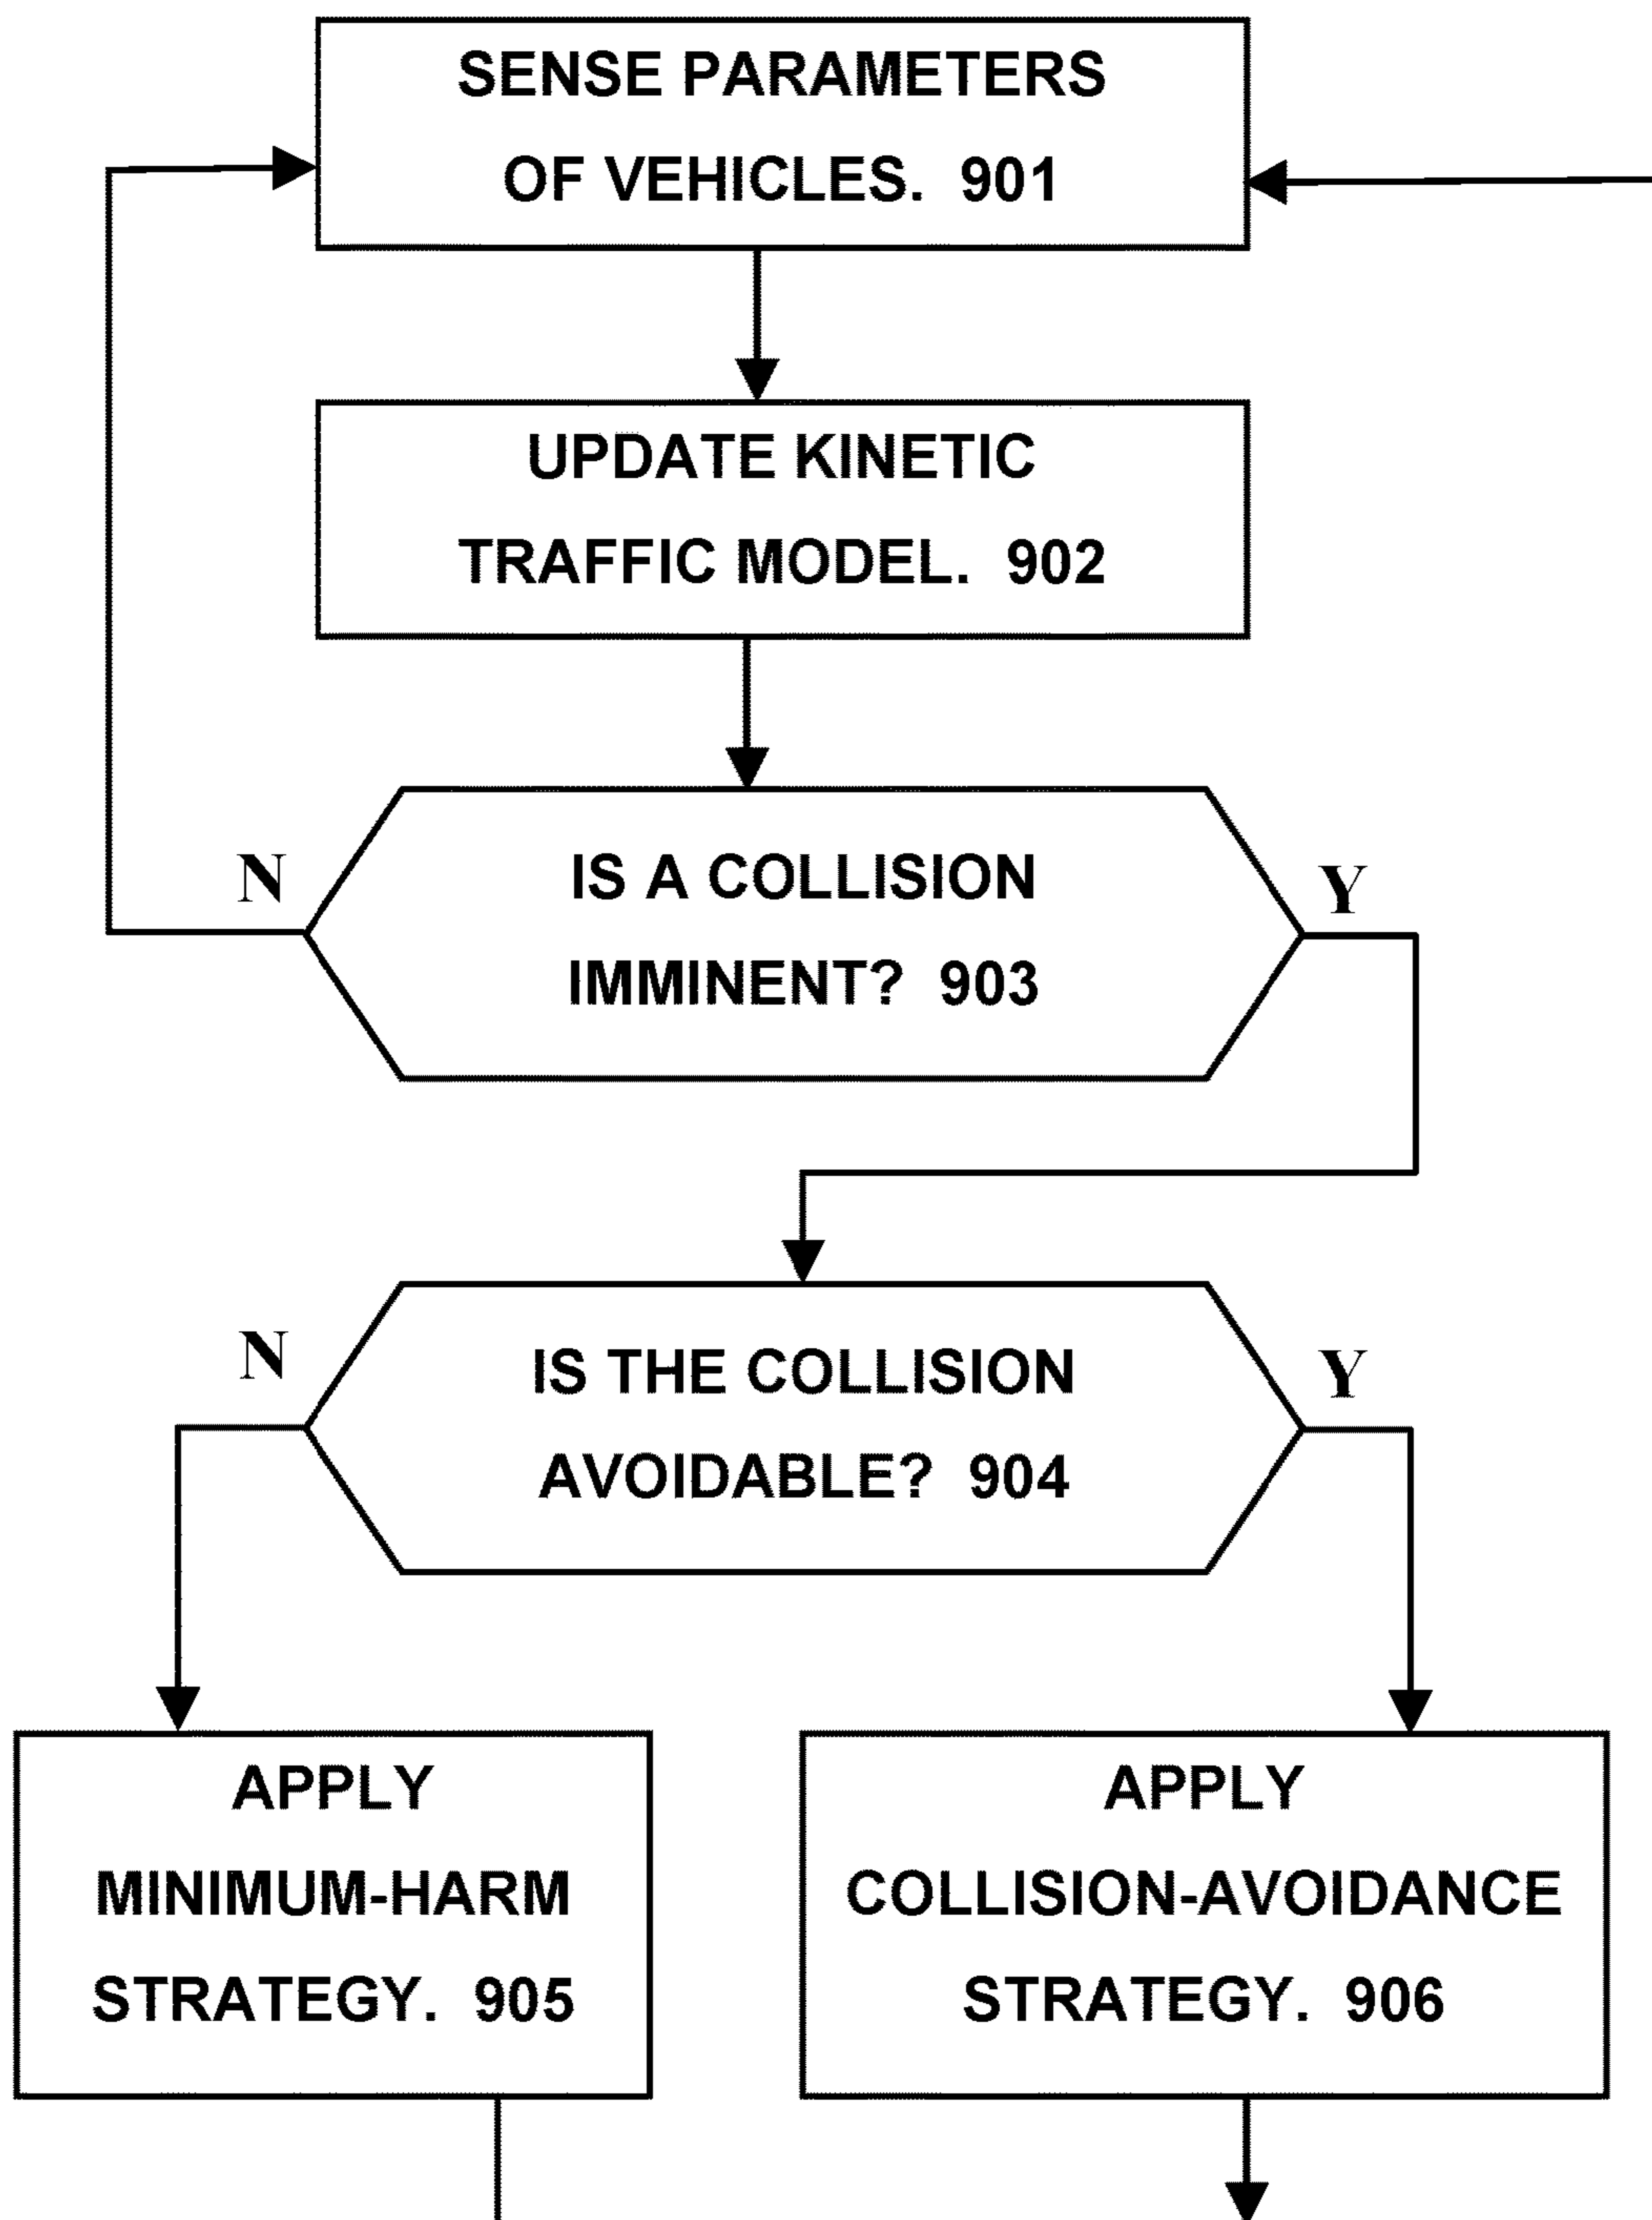 SENSE PARAMETERS
OF VEHICLES. 901
UPDATE KINETIC
TRAFFIC MODEL. 902
N
IS A COLLISION
IMMINENT? 903
Y
N
IS THE COLLISION
AVOIDABLE? 904
Y
APPLY
MINIMUM-HARM
STRATEGY. 905
APPLY
COLLISION-AVOIDANCE
STRATEGY. 906